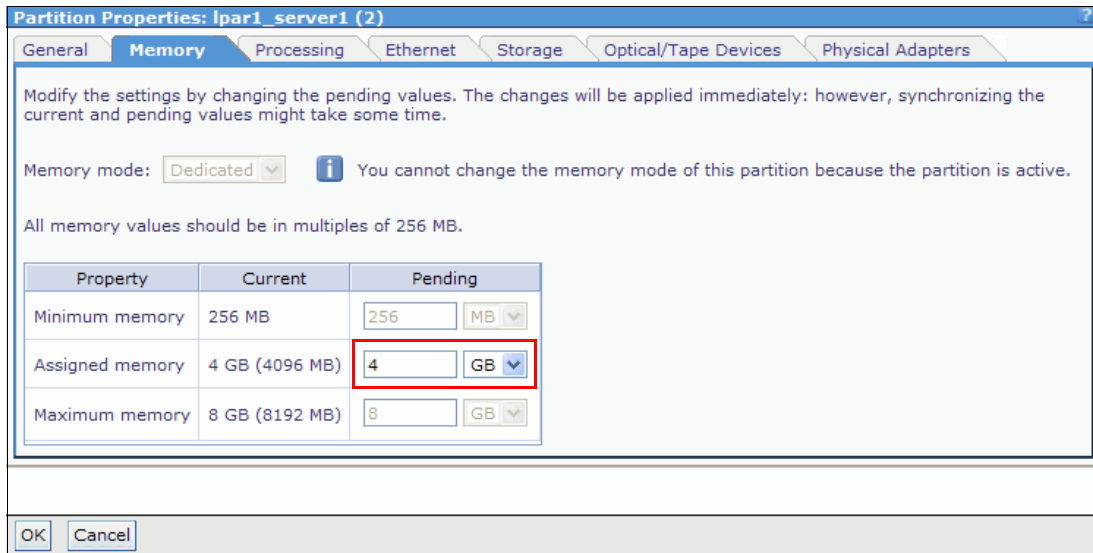 Partition Properties: lpar1_server1 (2) ?
General Memory Processing Ethernet Storage Optical/Tape Devices Physical Adapters
Modify the settings by changing the pending values. The changes will be applied immediately: however, synchronizing the
current and pending values might take some time.
Memory mode: Dedicated i You cannot change the memory mode of this partition because the partition is active.
All memory values should be in multiples of 256 MB.
Property Current Pending
Minimum memory 256 MB 256 MB
Assigned memory 4 GB (4096 MB) 4 GB
Maximum memory 8 GB (8192 MB) 8 GB
OK Cancel